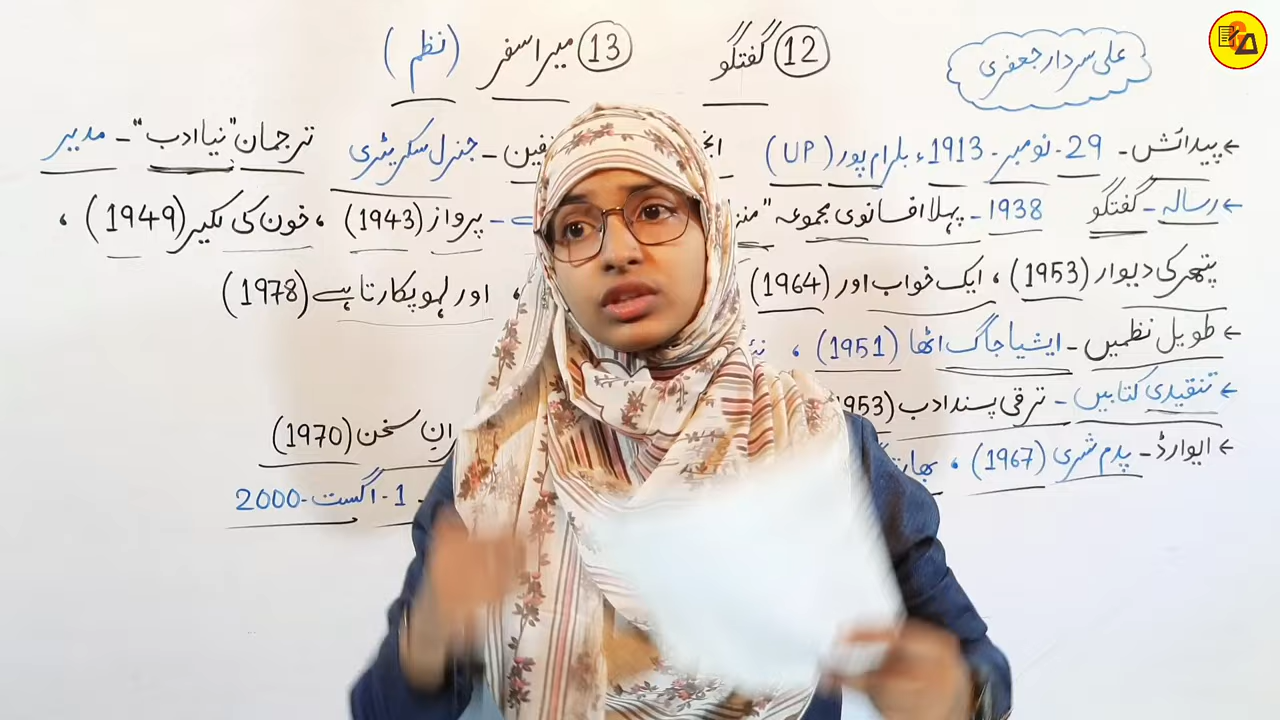 علی سردار جعفری
12 گفتگو 13 میرا سفر (نظم)
← پیدائش - 29 - نومبر - 1913ء بلرام پور (UP) - جنرل سکریٹری ترجمان "نیا ادب" - مدیر
← رسالہ - گفتگو 1938 - پہلا افسانوی مجموعہ " - پرواز (1943)، خون کی لکیر (1949)،
پتھر کی دیوار (1953)، ایک خواب اور (1964) ، اور لہو پکارتا ہے (1978)
← طویل نظمیں - ایشیا جاگ اٹھا (1951)،
← تنقیدی کتابیں - ترقی پسند ادب (1953) سخن (1970)
← ایوارڈ - پدم شری (1967)، - 1 - اگست - 2000